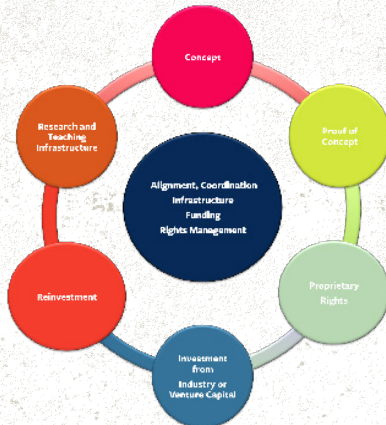 Concept
Proof of
Concept
Proprietary
Rights
Investment
from
Industry or
Venture Capital
Reinvestment
Research and
Teaching
Infrastructure
Alignment, Coordination
Infrastructure
Funding
Rights Management